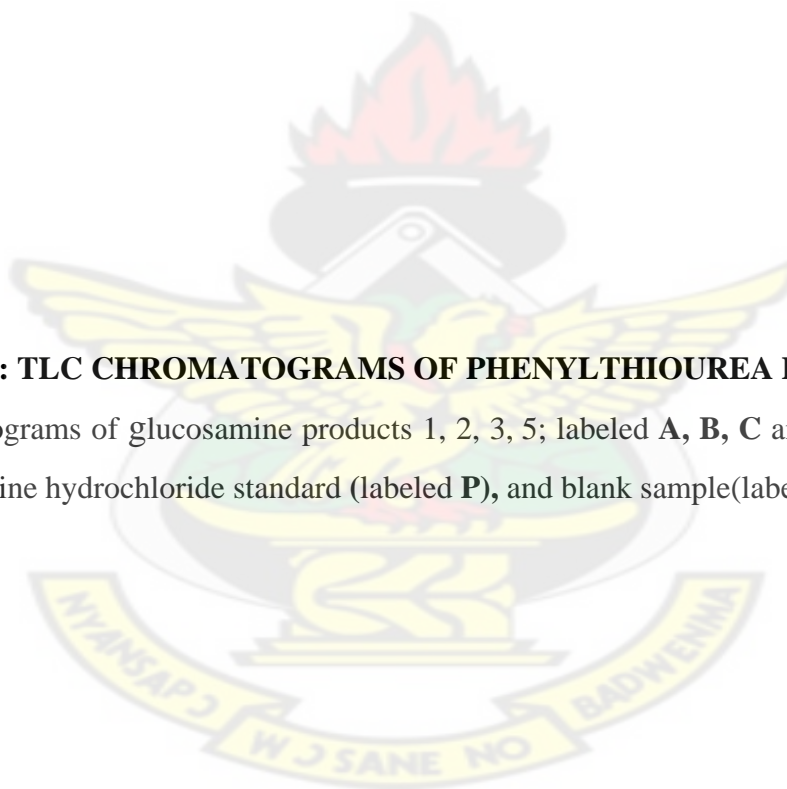 : TLC CHROMATOGRAMS OF PHENYLTHIOUREA
ograms of glucosamine products 1, 2, 3, 5; labeled A, B, C
ine hydrochloride standard (labeled P), and blank sample(labe
NYANSAPƆ
WƆSANE NO
BADWENMA